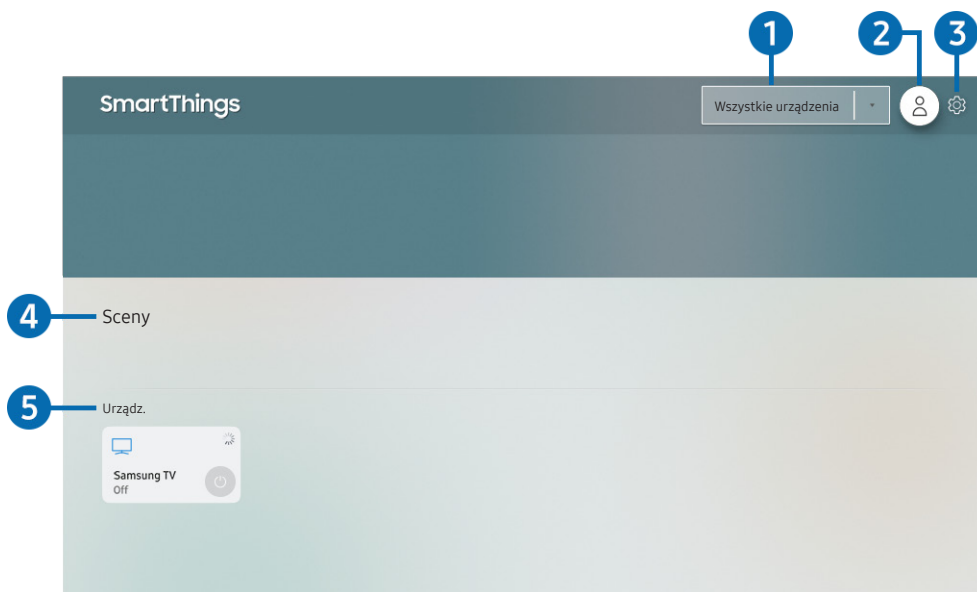 1 2 3
SmartThings
Wszystkie urządzenia
4 Sceny
5 Urządz.
Samsung TV
Off